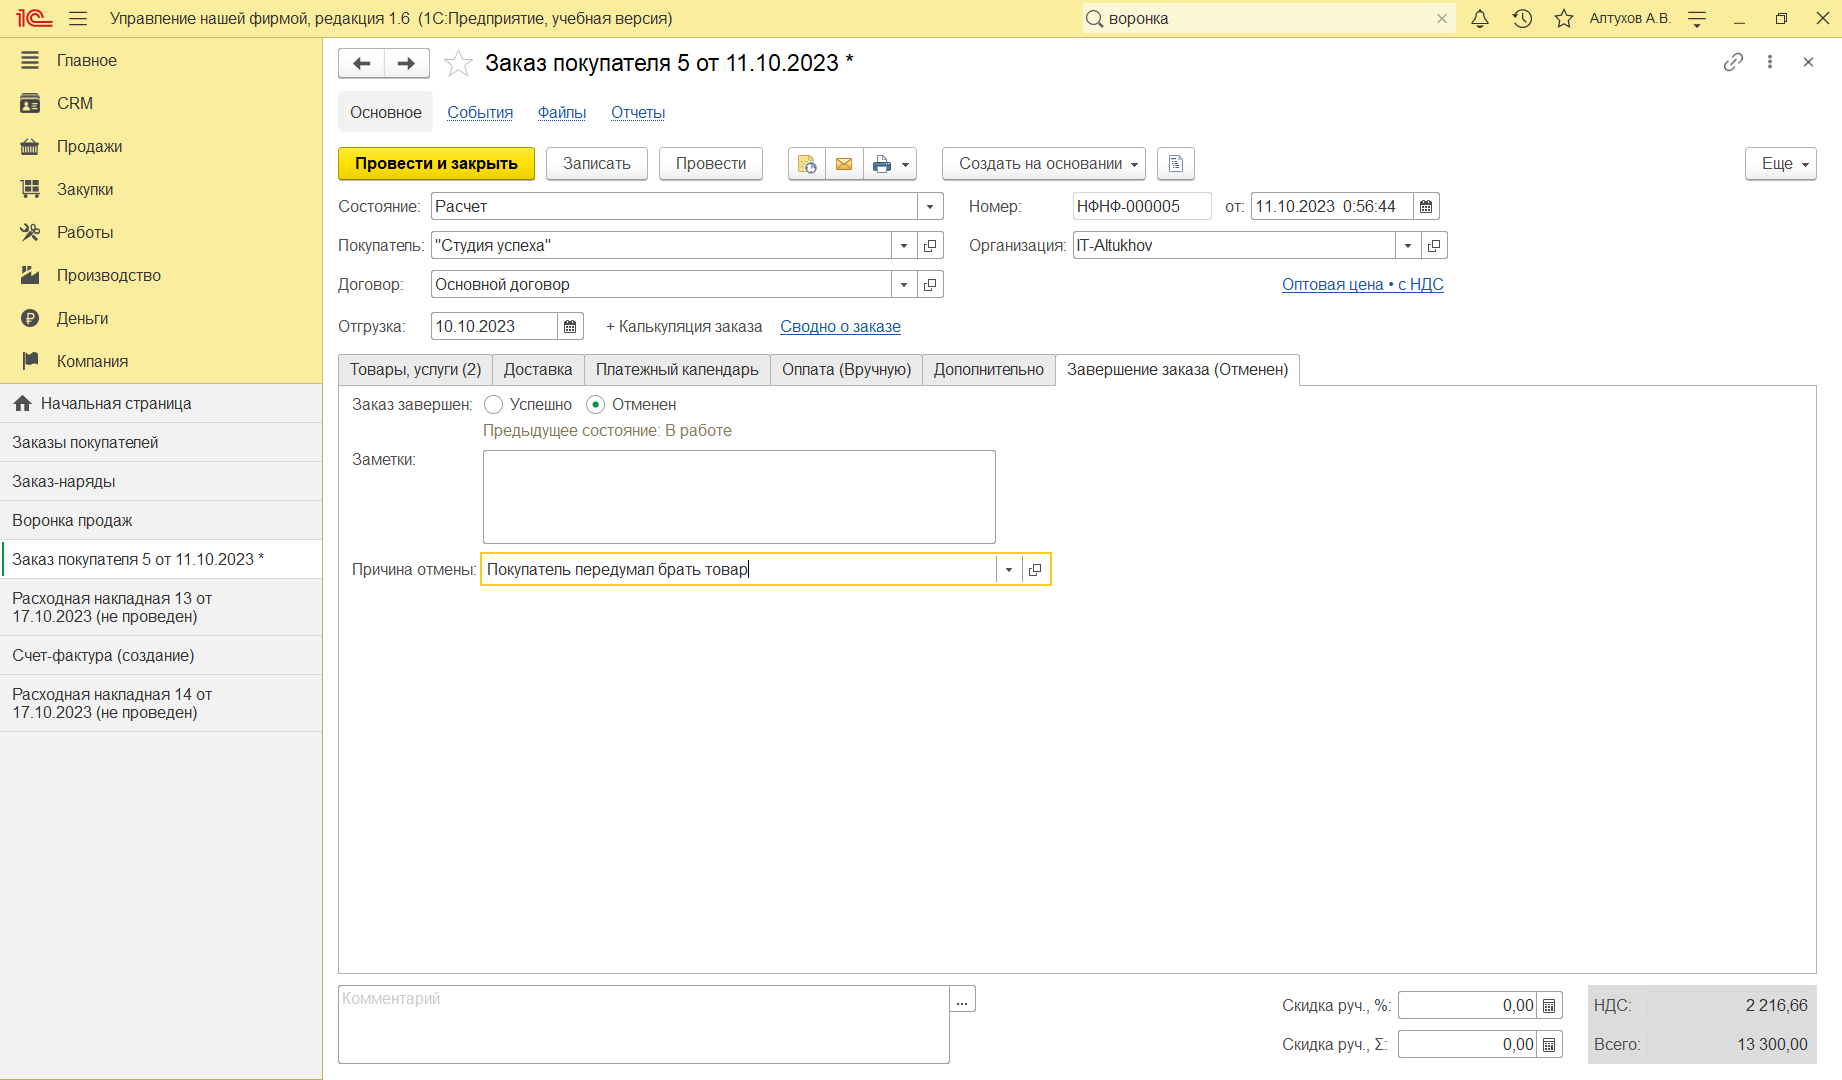 1С Управление нашей фирмой, редакция 1.6 (1С:Предприятие, учебная версия) воронка Алтухов А.В.
Главное
CRM
Продажи
Закупки
Работы
Производство
Деньги
Компания
Начальная страница
Заказы покупателей
Заказ-наряды
Воронка продаж
Заказ покупателя 5 от 11.10.2023 *
Расходная накладная 13 от
17.10.2023 (не проведен)
Счет-фактура (создание)
Расходная накладная 14 от
17.10.2023 (не проведен)
Заказ покупателя 5 от 11.10.2023 *
Основное События Файлы Отчеты
Провести и закрыть Записать Провести Создать на основании Еще
Состояние: Расчет Номер: НФНФ-000005 от: 11.10.2023 0:56:44
Покупатель: "Студия успеха" Организация: IT-Altukhov
Договор: Основной договор Оптовая цена • с НДС
Отгрузка: 10.10.2023 + Калькуляция заказа Сводно о заказе
Товары, услуги (2) Доставка Платежный календарь Оплата (Вручную) Дополнительно Завершение заказа (Отменен)
Заказ завершен: Успешно Отменен
Предыдущее состояние: В работе
Заметки:
Причина отмены: Покупатель передумал брать товар
Комментарий ...
Скидка руч., %: 0,00 НДС: 2 216,66
Скидка руч., Σ: 0,00 Всего: 13 300,00